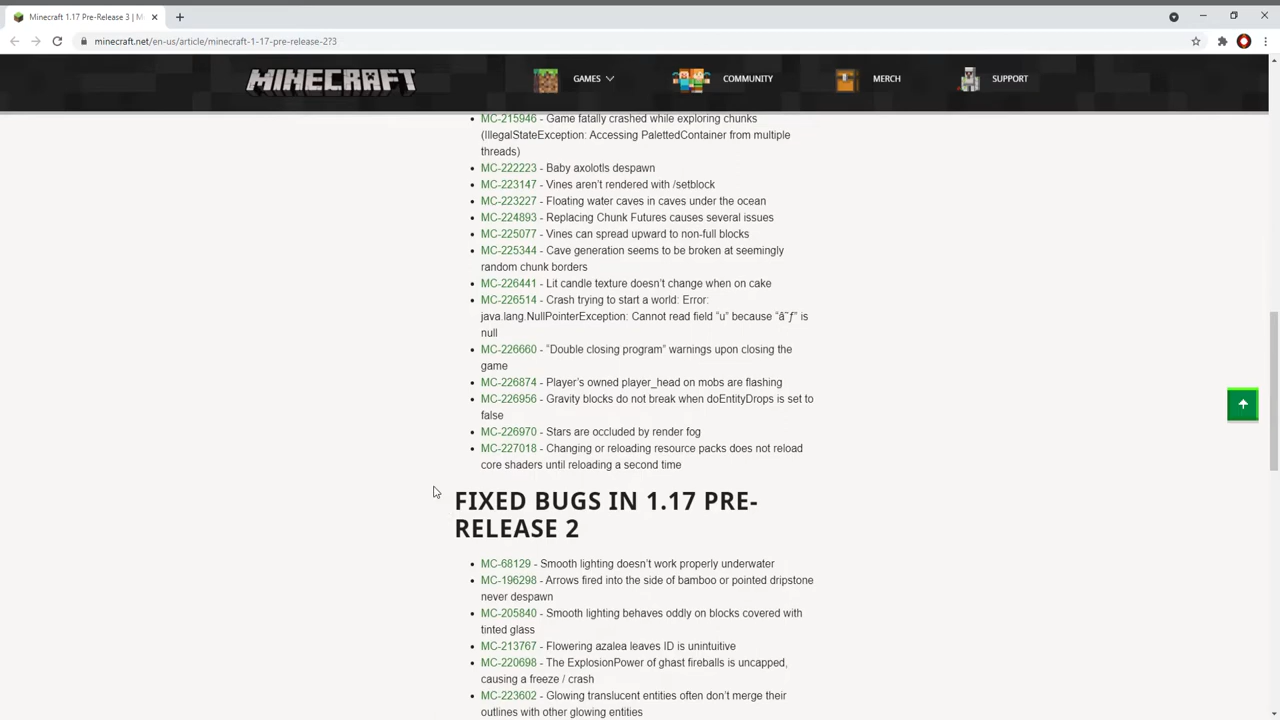 Minecraft 1.17 Pre-Release 3 | M
minecraft.net/en-us/article/minecraft-1-17-pre-release-2?3
MINECRAFT
GAMES
COMMUNITY
MERCH
SUPPORT
MC-215946 - Game fatally crashed while exploring chunks
(IllegalStateException: Accessing PalettedContainer from multiple
threads)
MC-222223 - Baby axolotls despawn
MC-223147 - Vines aren’t rendered with /setblock
MC-223227 - Floating water caves in caves under the ocean
MC-224893 - Replacing Chunk Futures causes several issues
MC-225077 - Vines can spread upward to non-full blocks
MC-225344 - Cave generation seems to be broken at seemingly
random chunk borders
MC-226441 - Lit candle texture doesn’t change when on cake
MC-226514 - Crash trying to start a world: Error:
java.lang.NullPointerException: Cannot read field “u” because “â˜ƒ” is
null
MC-226660 - “Double closing program” warnings upon closing the
game
MC-226874 - Player’s owned player_head on mobs are flashing
MC-226956 - Gravity blocks do not break when doEntityDrops is set to
false
MC-226970 - Stars are occluded by render fog
MC-227018 - Changing or reloading resource packs does not reload
core shaders until reloading a second time
FIXED BUGS IN 1.17 PRE-
RELEASE 2
MC-68129 - Smooth lighting doesn’t work properly underwater
MC-196298 - Arrows fired into the side of bamboo or pointed dripstone
never despawn
MC-205840 - Smooth lighting behaves oddly on blocks covered with
tinted glass
MC-213767 - Flowering azalea leaves ID is unintuitive
MC-220698 - The ExplosionPower of ghast fireballs is uncapped,
causing a freeze / crash
MC-223602 - Glowing translucent entities often don’t merge their
outlines with other glowing entities